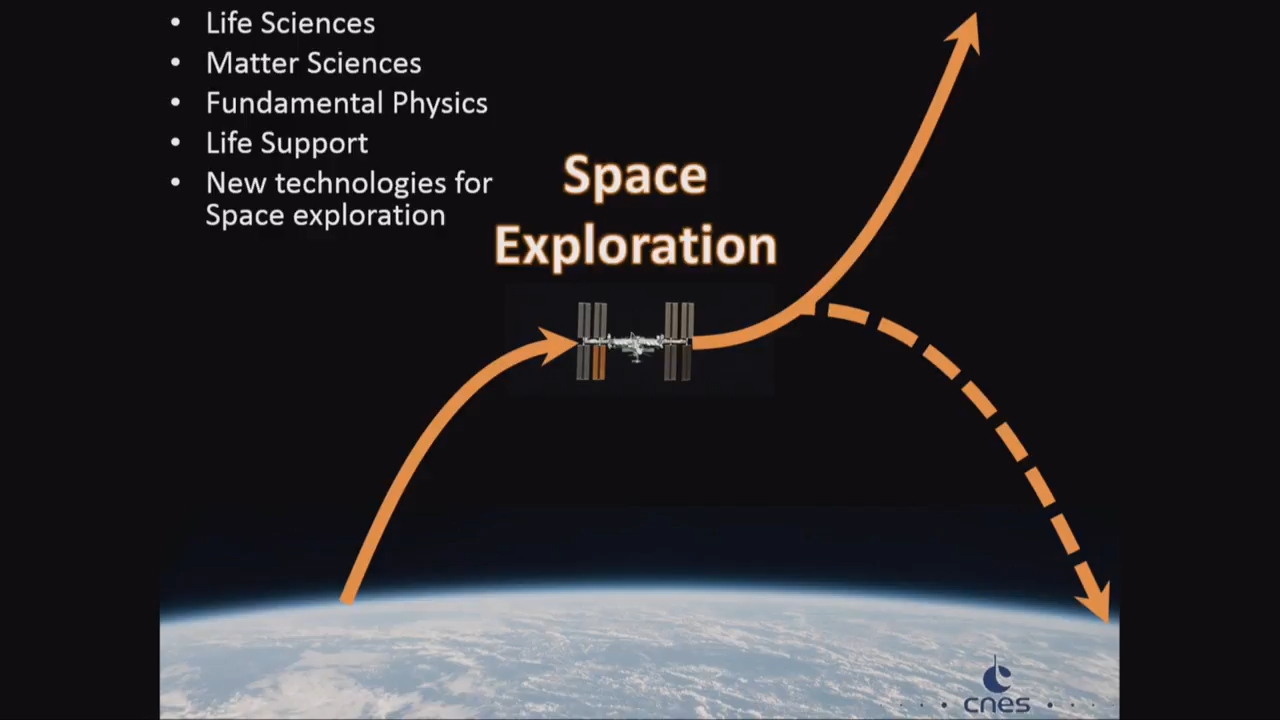 • Life Sciences
• Matter Sciences
• Fundamental Physics
• Life Support
• New technologies for
Space exploration
Space
Exploration
cnes